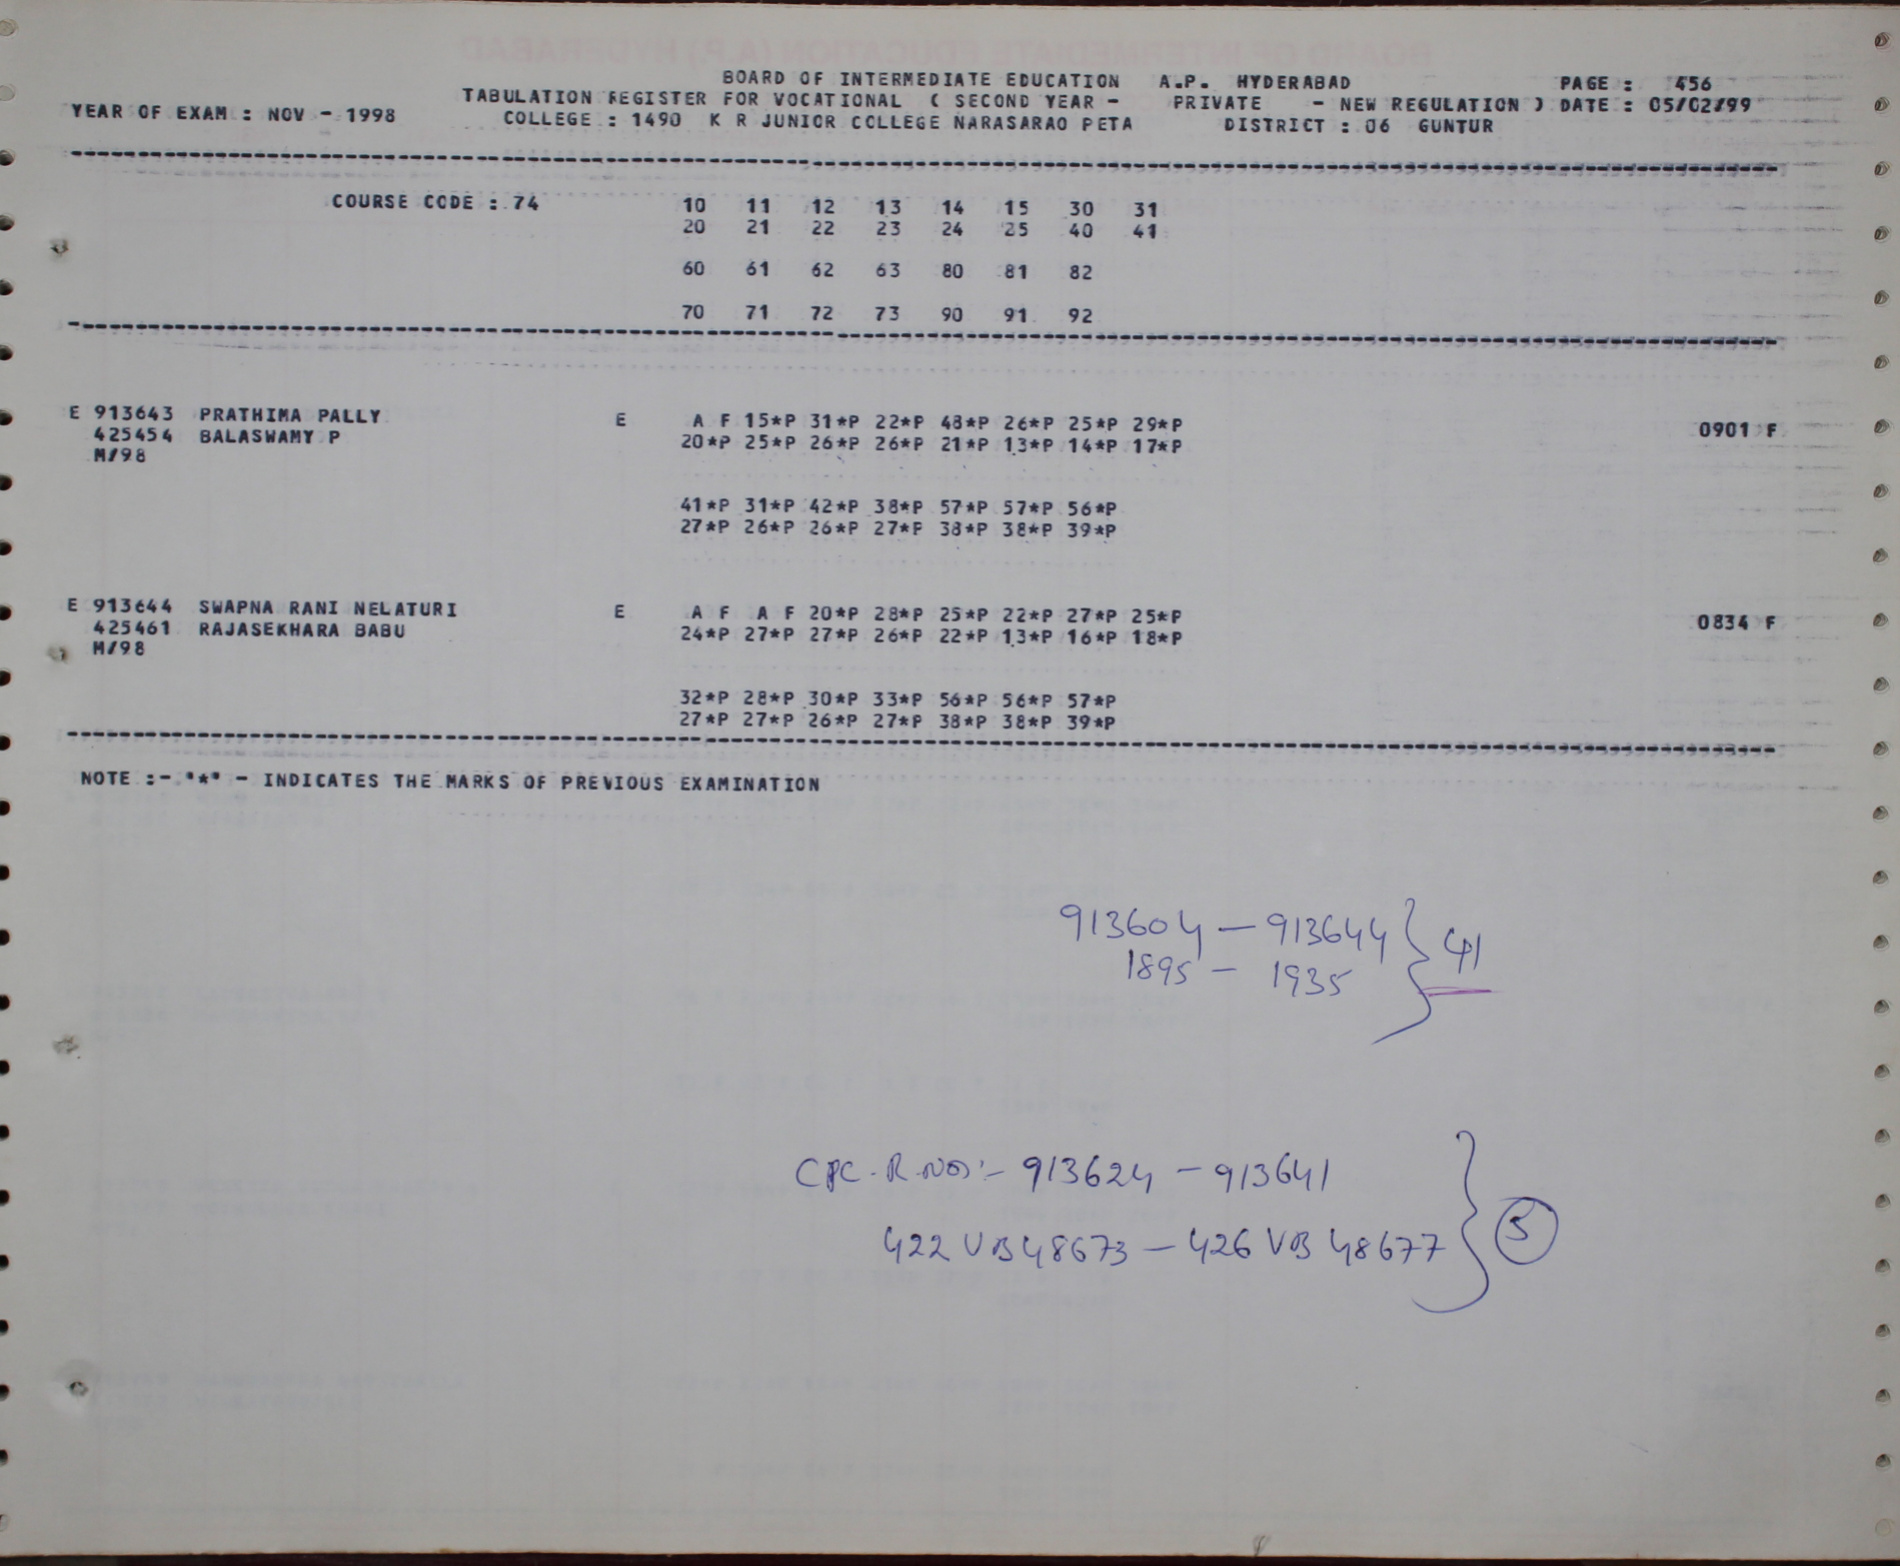 BOARD OF INTERMEDIATE EDUCATION A.P. HYDERABAD PAGE : 456
TABULATION REGISTER FOR VOCATIONAL ( SECOND YEAR - PRIVATE - NEW REGULATION ) DATE : 05/02/99
YEAR OF EXAM : NOV - 1998 COLLEGE : 1490 K R JUNIOR COLLEGE NARASARAO PETA DISTRICT : 06 GUNTUR
COURSE CODE : 74 10 11 12 13 14 15 30 31
20 21 22 23 24 25 40 41
60 61 62 63 80 81 82
70 71 72 73 90 91 92
E 913643 PRATHIMA PALLY E A F 15*P 31*P 22*P 48*P 26*P 25*P 29*P 0901 F
425454 BALASWAMY P 20*P 25*P 26*P 26*P 21*P 13*P 14*P 17*P
M/98
41*P 31*P 42*P 38*P 57*P 57*P 56*P
27*P 26*P 26*P 27*P 38*P 38*P 39*P
E 913644 SWAPNA RANI NELATURI E A F A F 20*P 28*P 25*P 22*P 27*P 25*P 0834 F
425461 RAJASEKHARA BABU 24*P 27*P 27*P 26*P 22*P 13*P 16*P 18*P
M/98
32*P 28*P 30*P 33*P 56*P 56*P 57*P
27*P 27*P 26*P 27*P 38*P 38*P 39*P
NOTE :- "*" - INDICATES THE MARKS OF PREVIOUS EXAMINATION
913604 - 913644 } 41
1895 - 1935
CPC. R.NOS:- 913624 - 913641
422 VB 48673 - 426 VB 48677 } 5